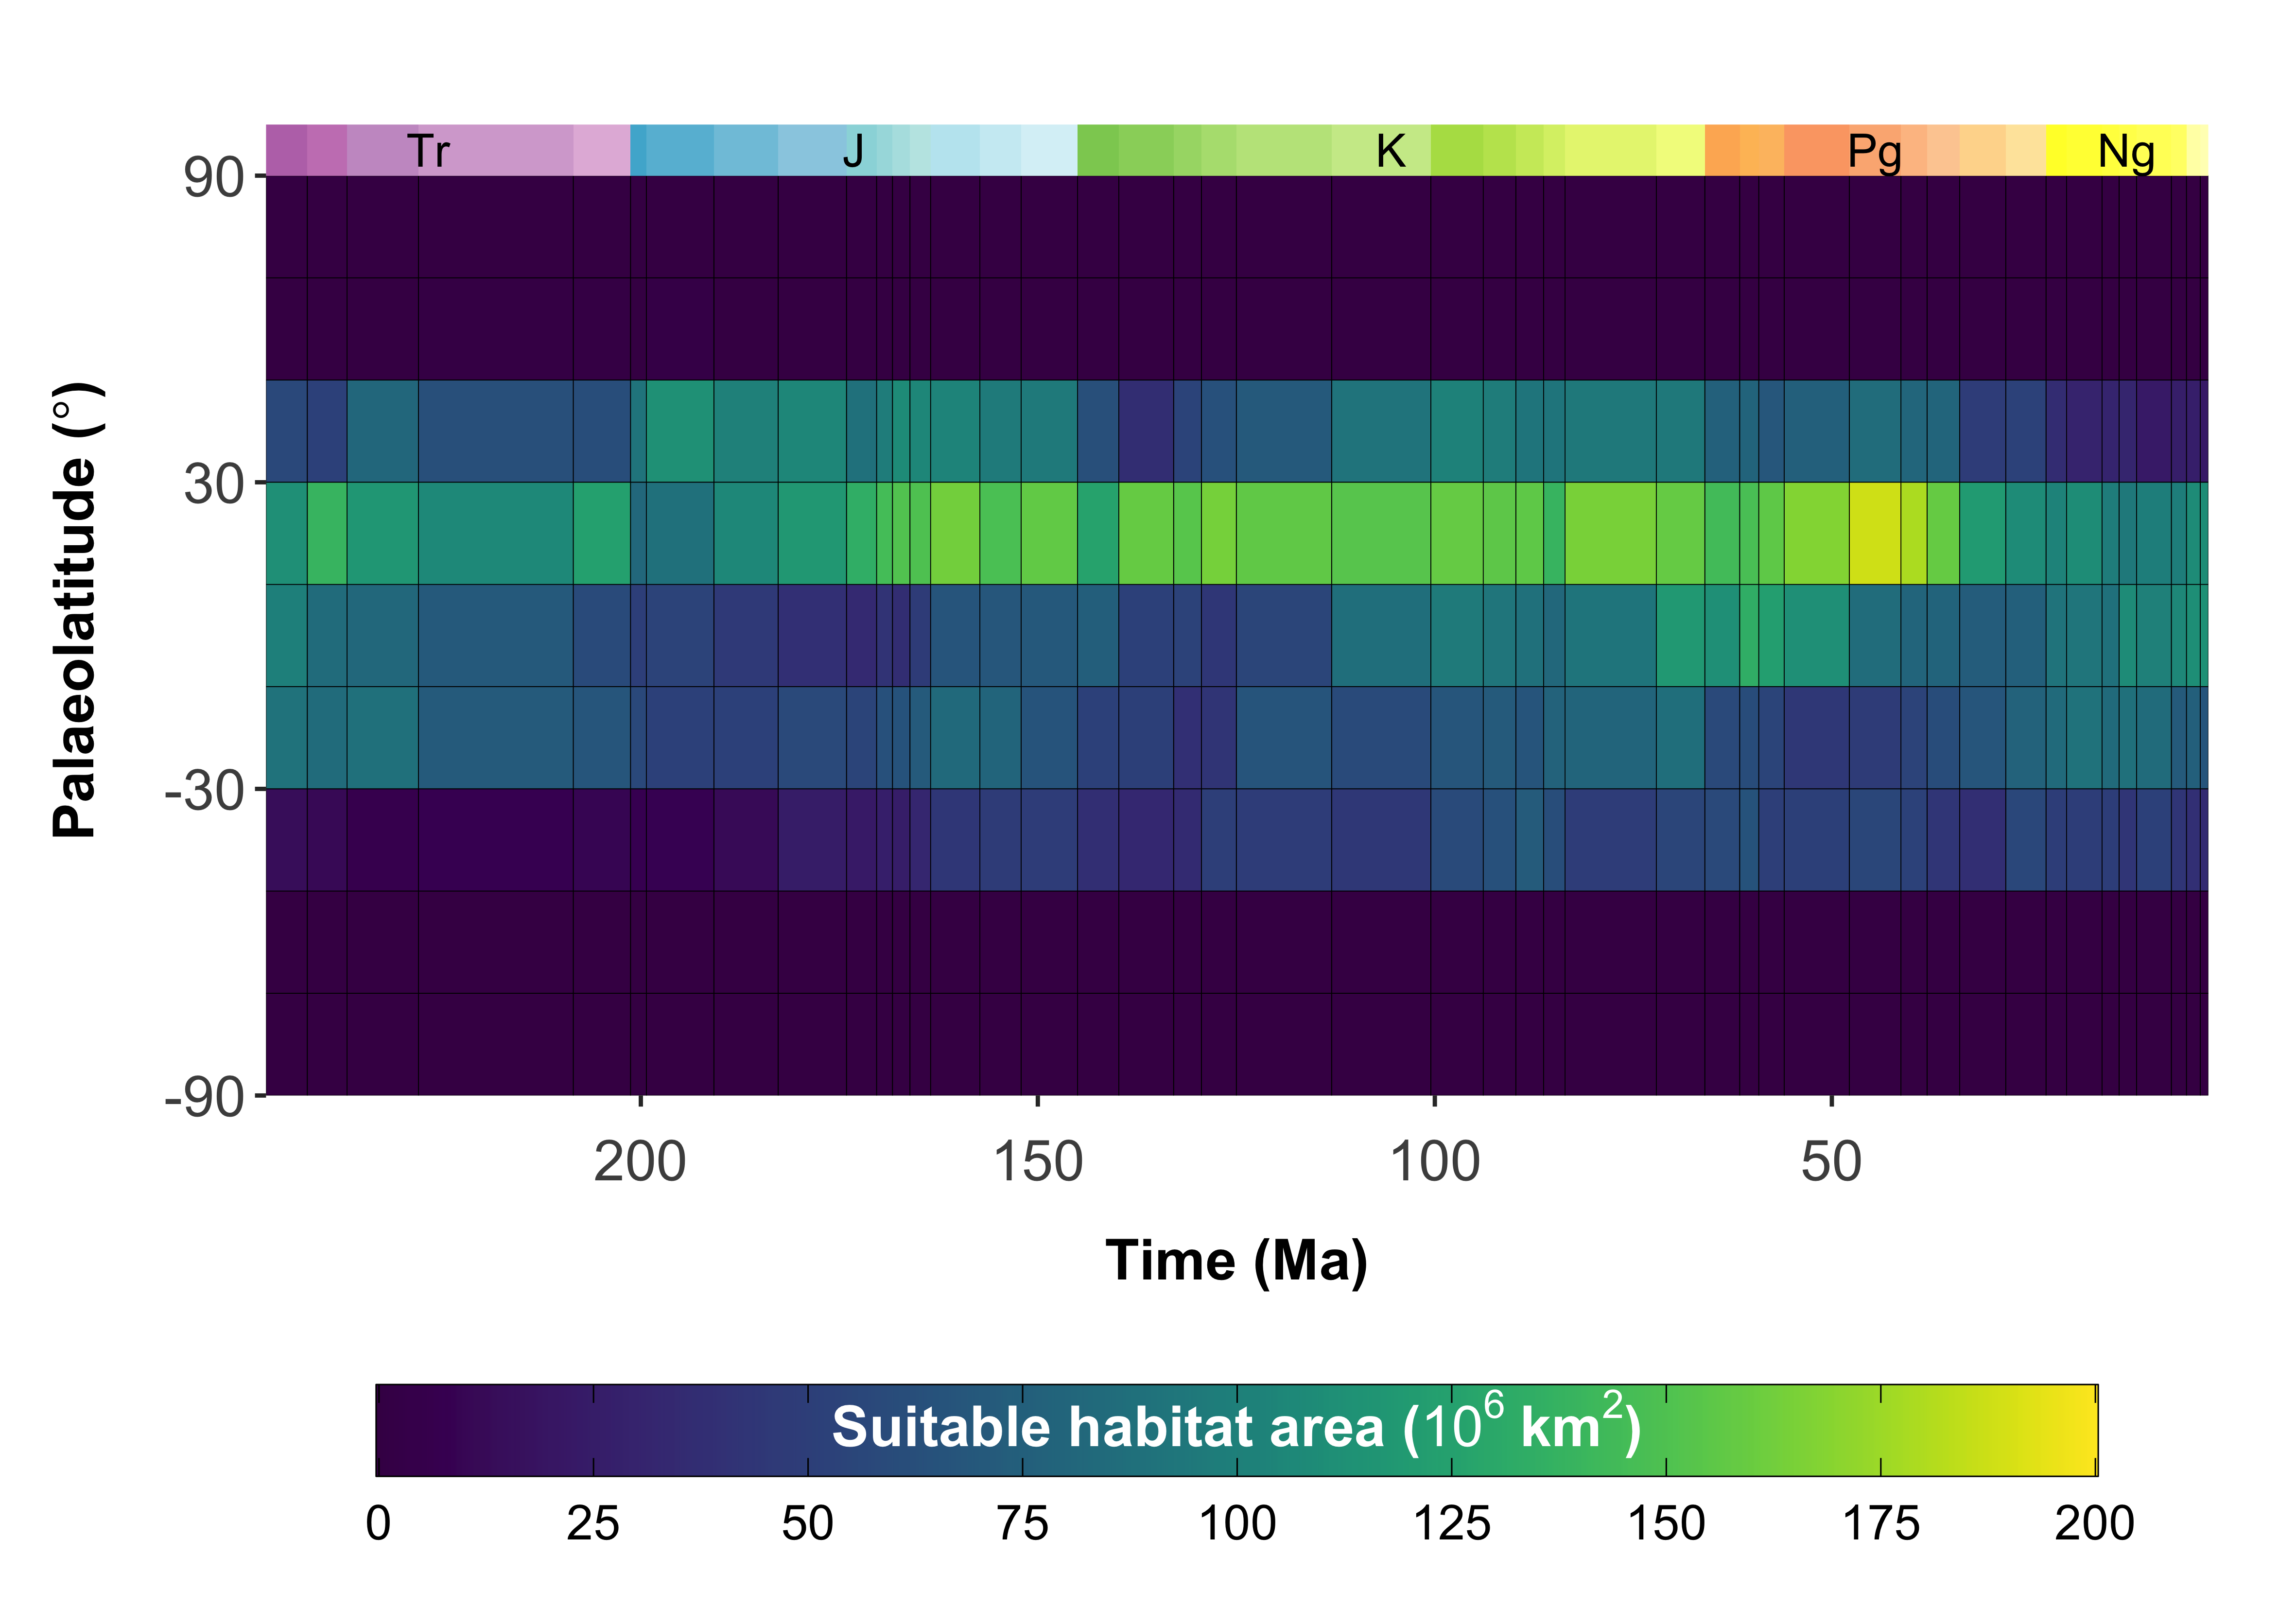 Tr J K Pg Ng
90
30
-30
-90
Palaeolatitude (°)
200 150 100 50
Time (Ma)
Suitable habitat area (10⁶ km²)
0 25 50 75 100 125 150 175 200